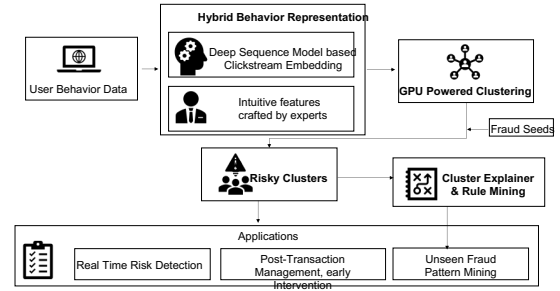 Hybrid Behavior Representation
Deep Sequence Model based
Clickstream Embedding
User Behavior Data
Intuitive features
crafted by experts
GPU Powered Clustering
Fraud Seeds
Risky Clusters
Cluster Explainer
& Rule Mining
Applications
Real Time Risk Detection
Post-Transaction
Management, early
Intervention
Unseen Fraud
Pattern Mining